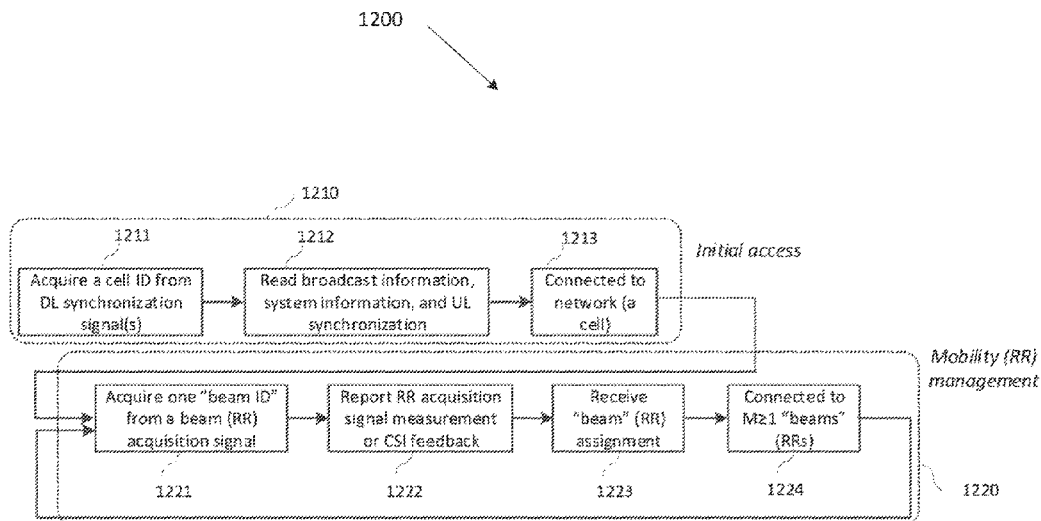 1200
1210
1211
1212
1213
Initial access
Acquire a cell ID from
DL synchronization
signal(s)
Read broadcast information,
system information, and UL
synchronization
Connected to
network (a
cell)
Mobility (RR)
management
Acquire one "beam ID"
from a beam (RR)
acquisition signal
Report RR acquisition
signal measurement
or CSI feedback
Receive
"beam" (RR)
assignment
Connected to
M≥1 "beams"
(RRs)
1221
1222
1223
1224
1220